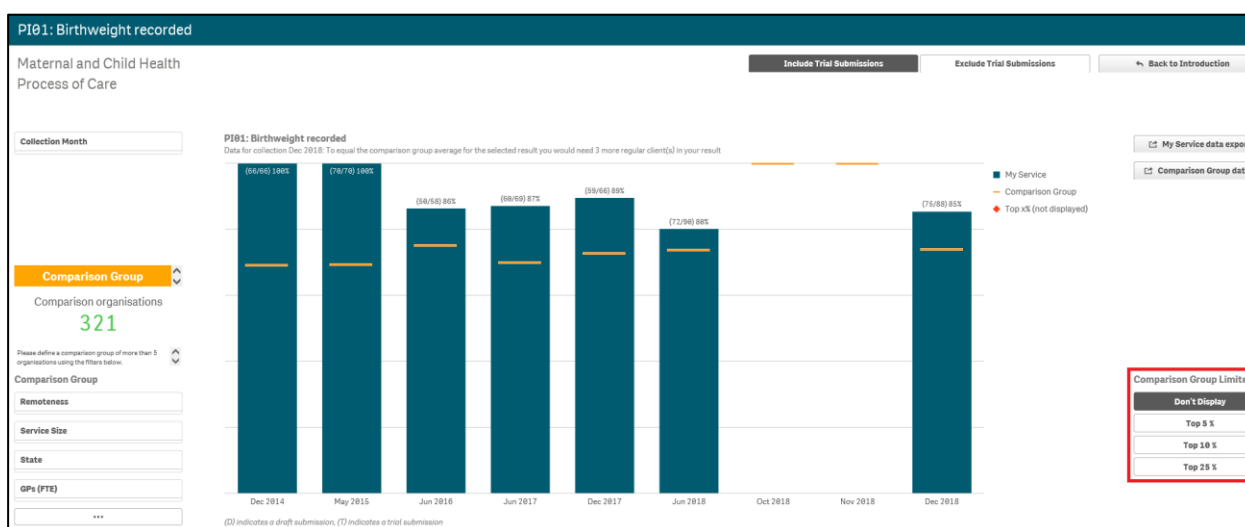 PI01: Birthweight recorded
Maternal and Child Health
Process of Care
Include Trial Submissions
Exclude Trial Submissions
Back to Introduction
Collection Month
PI01: Birthweight recorded
Data for collection Dec 2018: To equal the comparison group average for the selected result you would need 3 more regular client(s) in your result
My Service data expor
Comparison Group dat
(66/66) 100%
(70/70) 100%
(50/58) 86%
(60/69) 87%
(59/66) 89%
(72/90) 80%
(75/88) 85%
My Service
Comparison Group
Top x% (not displayed)
Comparison Group
Comparison organisations
321
Please define a comparison group of more than 5
organisations using the filters below.
Comparison Group
Remoteness
Service Size
State
GPs (FTE)
...
Comparison Group Limite
Don't Display
Top 5 %
Top 10 %
Top 25 %
Dec 2014
May 2015
Jun 2016
Jun 2017
Dec 2017
Jun 2018
Oct 2018
Nov 2018
Dec 2018
(D) indicates a draft submission, (T) indicates a trial submission